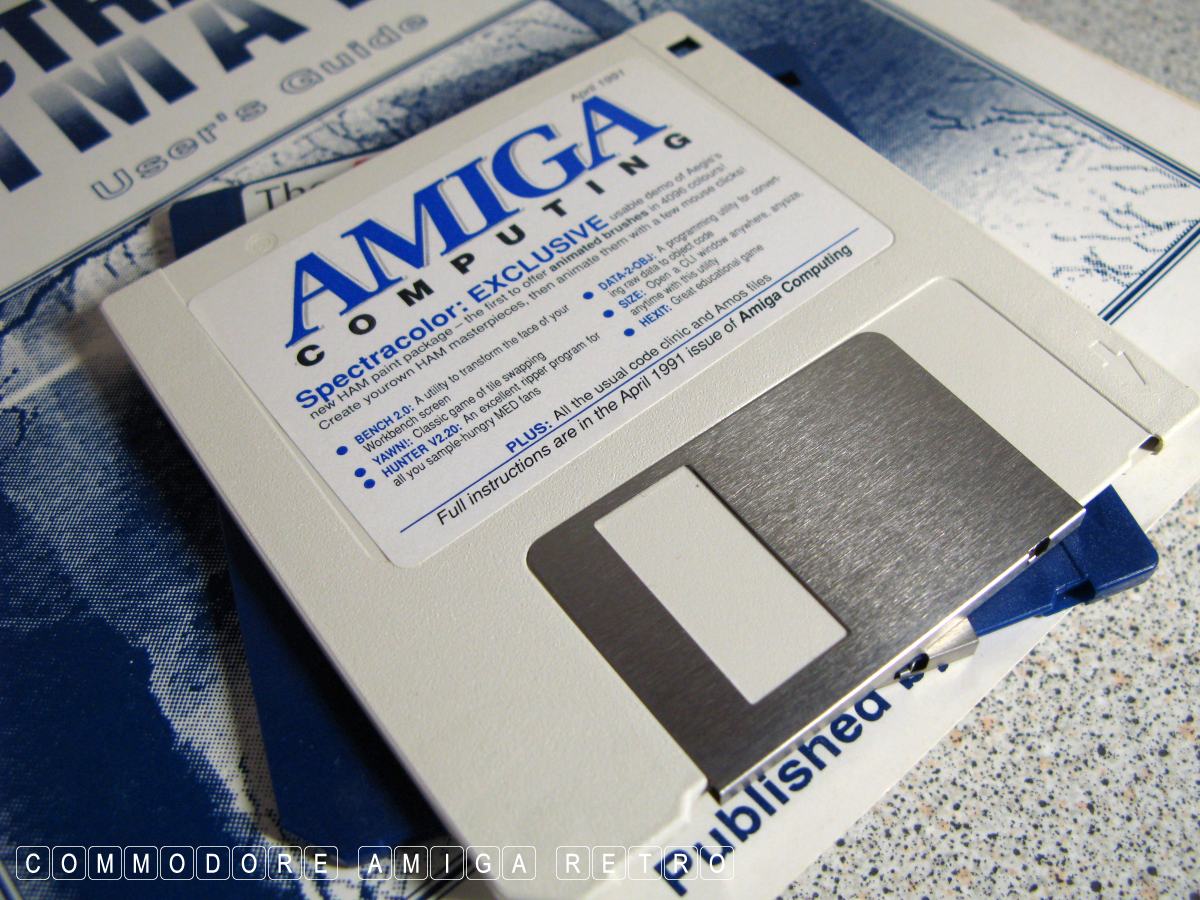 User's Guide
The
April 1991
AMIGA
COMPUTING
Spectracolor: EXCLUSIVE usable demo of Aegis's
new HAM paint package – the first to offer animated brushes in 4096 colours!
Create yourown HAM masterpieces, then animate them with a few mouse clicks!
BENCH 2.0: A utility to transform the face of your
Workbench screen
YAWN!: Classic game of tile swapping
HUNTER V2.20: An excellent ripper program for
all you sample-hungry MED fans
DATA-2-OBJ: A programming utility for convert-
ing raw data to object code
SIZE: Open a CLI window anywhere, anysize,
anytime with this utility
HEXIT: Great educational game
PLUS: All the usual code clinic and Amos files
Full instructions are in the April 1991 issue of Amiga Computing
Published by
COMMODORE AMIGA RETRO